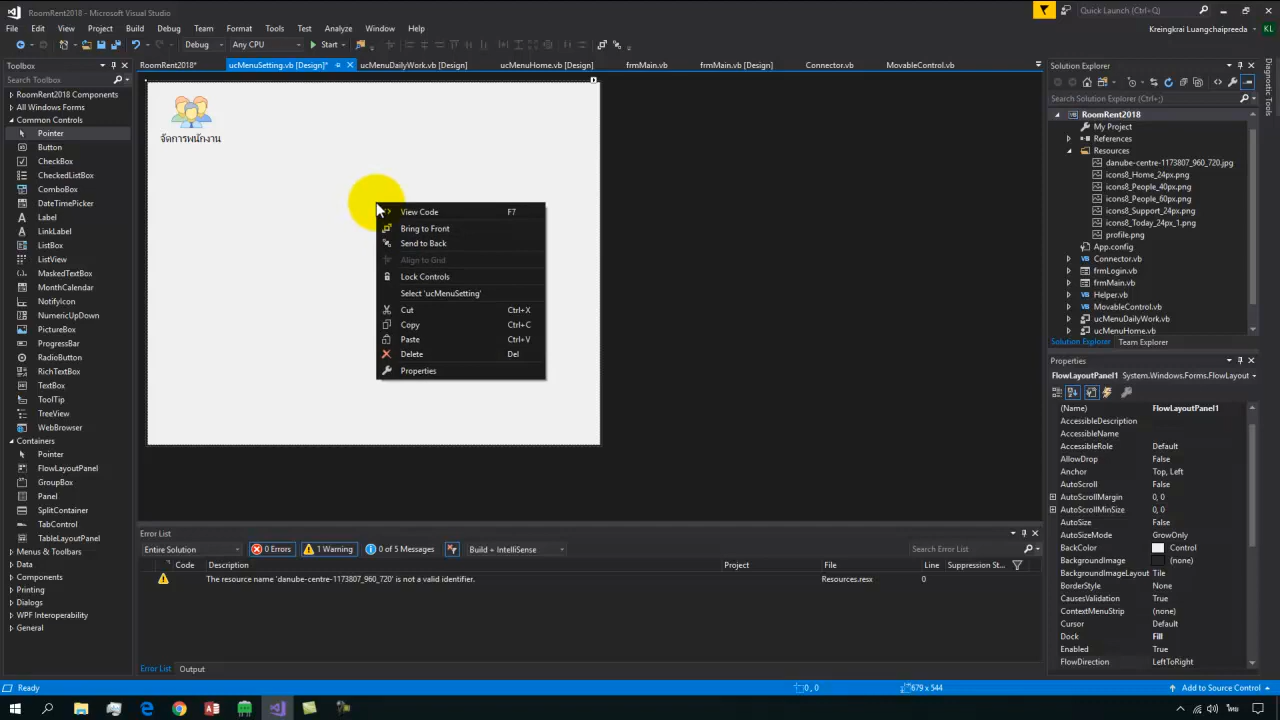 RoomRent2018 - Microsoft Visual Studio
Quick Launch (Ctrl+Q)
File Edit View Project Build Debug Team Format Tools Test Analyze Window Help
Kreingkrai Luangchaipreeda KL
Debug Any CPU Start
Toolbox
RoomRent2018* ucMenuSetting.vb [Design]* ucMenuDailyWork.vb [Design] ucMenuHome.vb [Design] frmMain.vb frmMain.vb [Design] Connector.vb MovableControl.vb
Solution Explorer
Diagnostic Tools
Search Toolbox
RoomRent2018 Components
All Windows Forms
Common Controls
Pointer
Button
CheckBox
CheckedListBox
ComboBox
DateTimePicker
Label
LinkLabel
ListBox
ListView
MaskedTextBox
MonthCalendar
NotifyIcon
NumericUpDown
PictureBox
ProgressBar
RadioButton
RichTextBox
TextBox
ToolTip
TreeView
WebBrowser
Containers
Pointer
FlowLayoutPanel
GroupBox
Panel
SplitContainer
TabControl
TableLayoutPanel
Menus & Toolbars
Data
Components
Printing
Dialogs
WPF Interoperability
General
จัดการพนักงาน
View Code F7
Bring to Front
Send to Back
Align to Grid
Lock Controls
Select 'ucMenuSetting'
Cut Ctrl+X
Copy Ctrl+C
Paste Ctrl+V
Delete Del
Properties
Search Solution Explorer (Ctrl+;)
RoomRent2018
My Project
References
Resources
danube-centre-1173807_960_720.jpg
icons8_Home_24px.png
icons8_People_40px.png
icons8_People_60px.png
icons8_Support_24px.png
icons8_Today_24px_1.png
profile.png
App.config
Connector.vb
frmLogin.vb
frmMain.vb
Helper.vb
MovableControl.vb
ucMenuDailyWork.vb
ucMenuHome.vb
Solution Explorer Team Explorer
Properties
FlowLayoutPanel1 System.Windows.Forms.FlowLayout
(Name) FlowLayoutPanel1
AccessibleDescription
AccessibleName
AccessibleRole Default
AllowDrop False
Anchor Top, Left
AutoScroll False
AutoScrollMargin 0, 0
AutoScrollMinSize 0, 0
AutoSize False
AutoSizeMode GrowOnly
BackColor Control
BackgroundImage (none)
BackgroundImageLayout Tile
BorderStyle None
CausesValidation True
ContextMenuStrip (none)
Cursor Default
Dock Fill
Enabled True
FlowDirection LeftToRight
Error List
Entire Solution 0 Errors 1 Warning 0 of 5 Messages Build + IntelliSense Search Error List
Code Description Project File Line Suppression St...
The resource name 'danube-centre-1173807_960_720' is not a valid identifier. Resources.resx 0
Error List Output
Ready 0, 0 679 x 544 Add to Source Control
ไทย